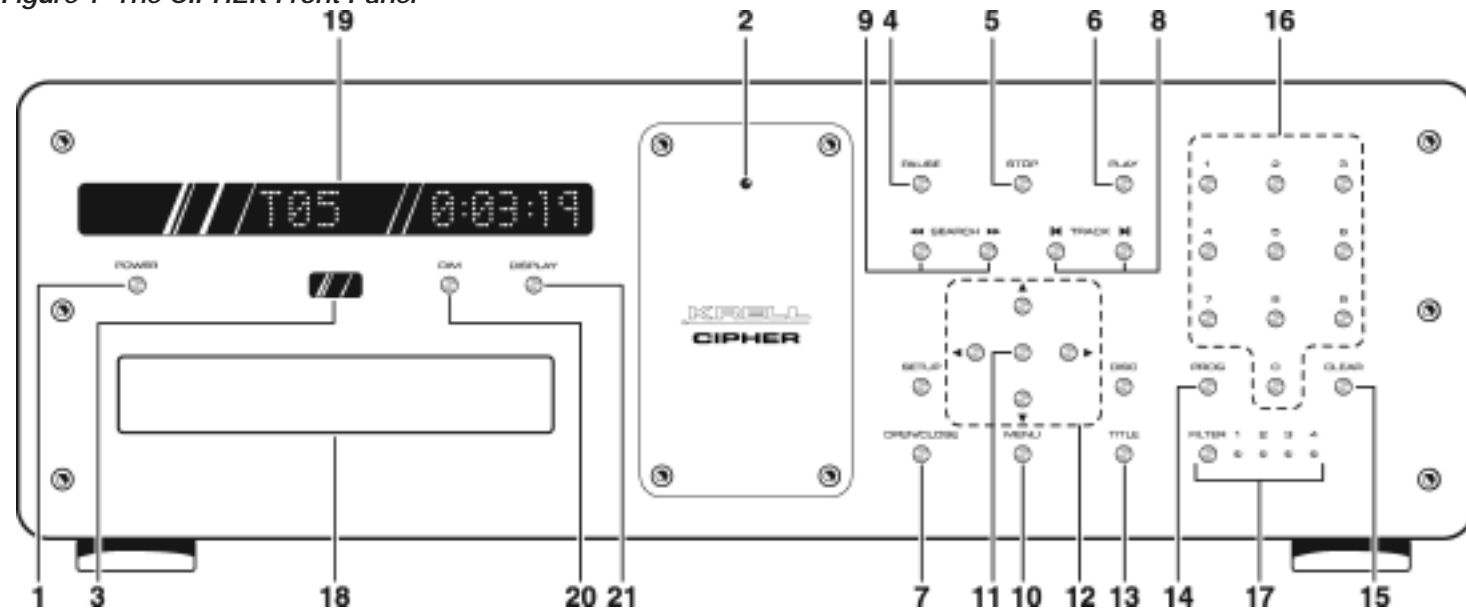 Figure 1 The CIPHER Front Panel
19 2 9 4 5 6 8 16
PAUSE STOP PLAY 1 2 3
T05 0:03:19
SEARCH TRACK 4 5 6
POWER DIM DISPLAY
7 8 9
KRELL
CIPHER
SETUP DISC PROG 0 CLEAR
OPEN/CLOSE MENU TITLE FILTER 1 2 3 4
1 3 18 20 21 7 11 10 12 13 14 17 15